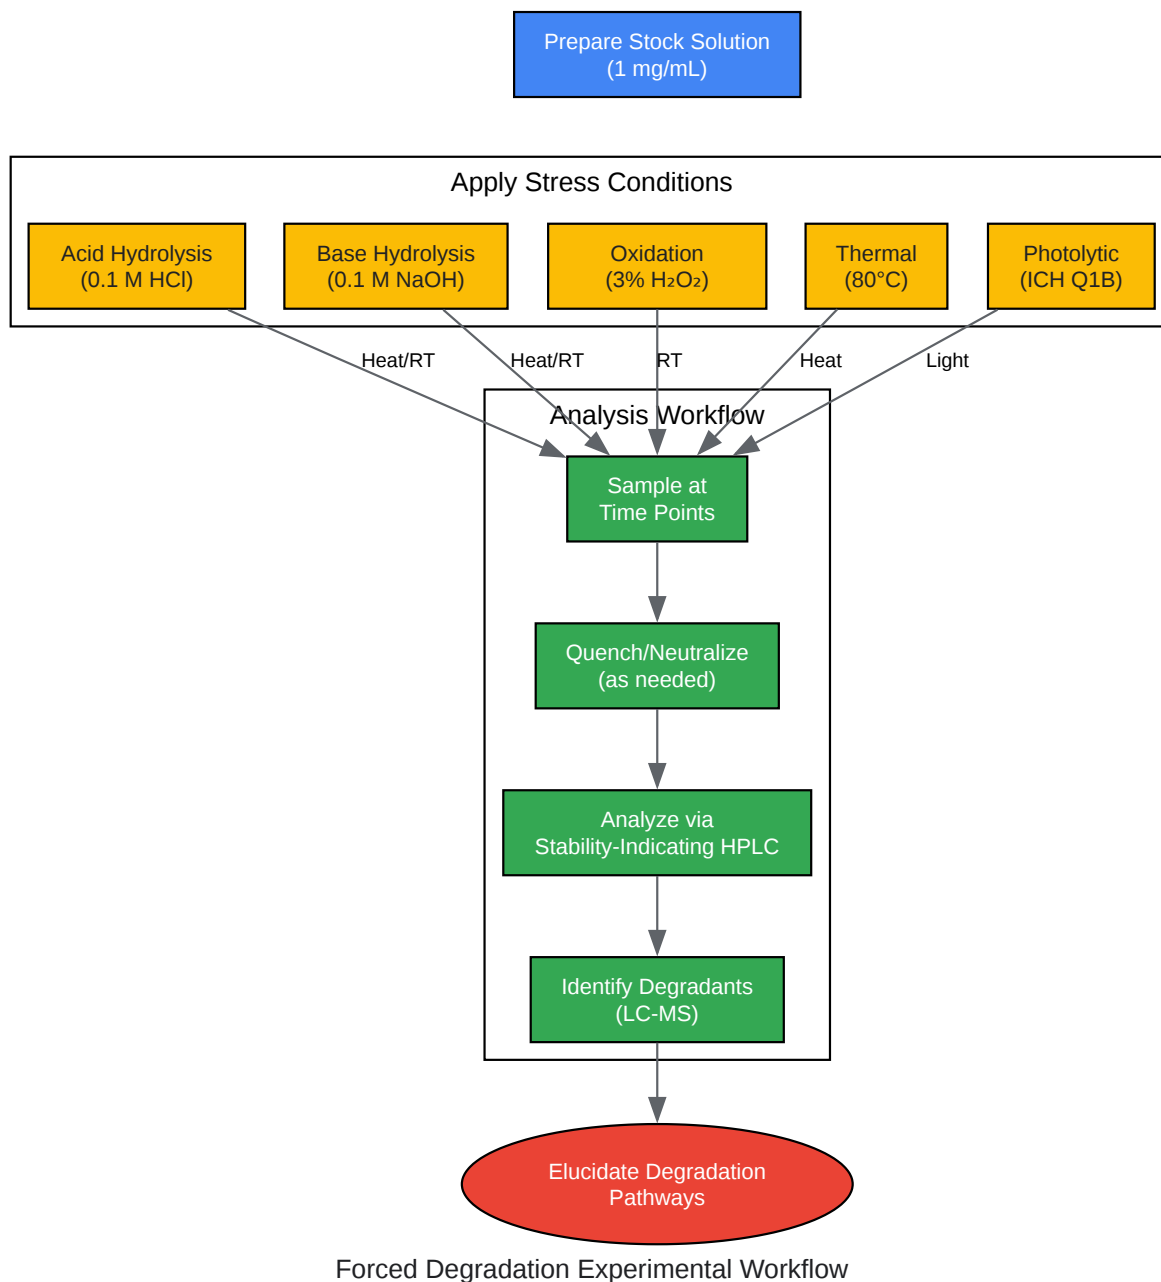 Prepare Stock Solution
(1 mg/mL)
Apply Stress Conditions
Acid Hydrolysis
(0.1 M HCl)
Base Hydrolysis
(0.1 M NaOH)
Oxidation
(3% H₂O₂)
Thermal
(80°C)
Photolytic
(ICH Q1B)
Heat/RT
Heat/RT
RT
Heat
Light
Analysis Workflow
Sample at
Time Points
Quench/Neutralize
(as needed)
Analyze via
Stability-Indicating HPLC
Identify Degradants
(LC-MS)
Elucidate Degradation
Pathways
Forced Degradation Experimental Workflow